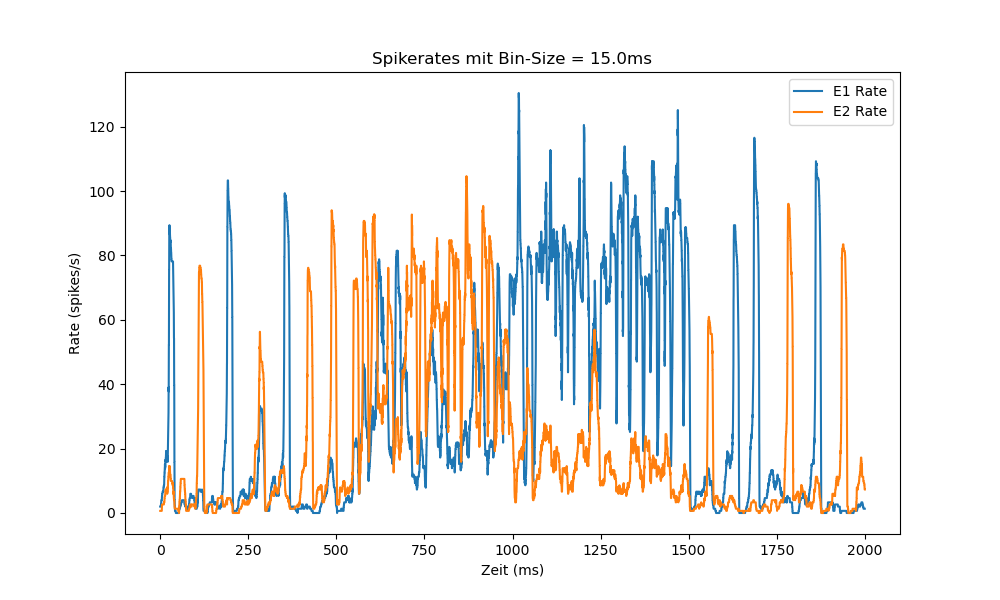 Spikerates mit Bin-Size = 15.0ms
E1 Rate
E2 Rate
Rate (spikes/s)
120
100
80
60
40
20
0
0 250 500 750 1000 1250 1500 1750 2000
Zeit (ms)